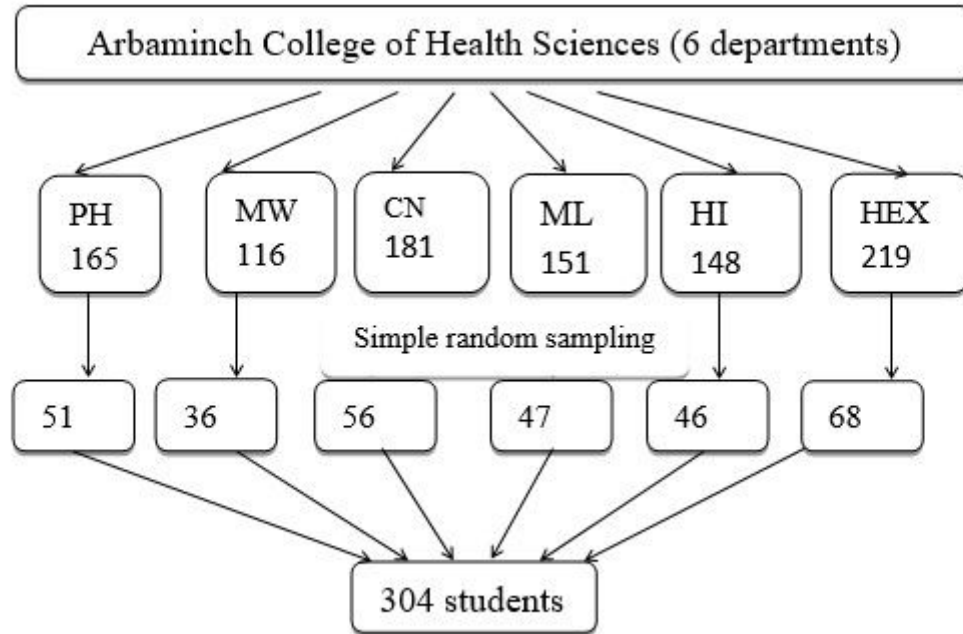 Arbaminch College of Health Sciences (6 departments)
PH
165
MW
116
CN
181
ML
151
HI
148
HEX
219
Simple random sampling
51
36
56
47
46
68
304 students